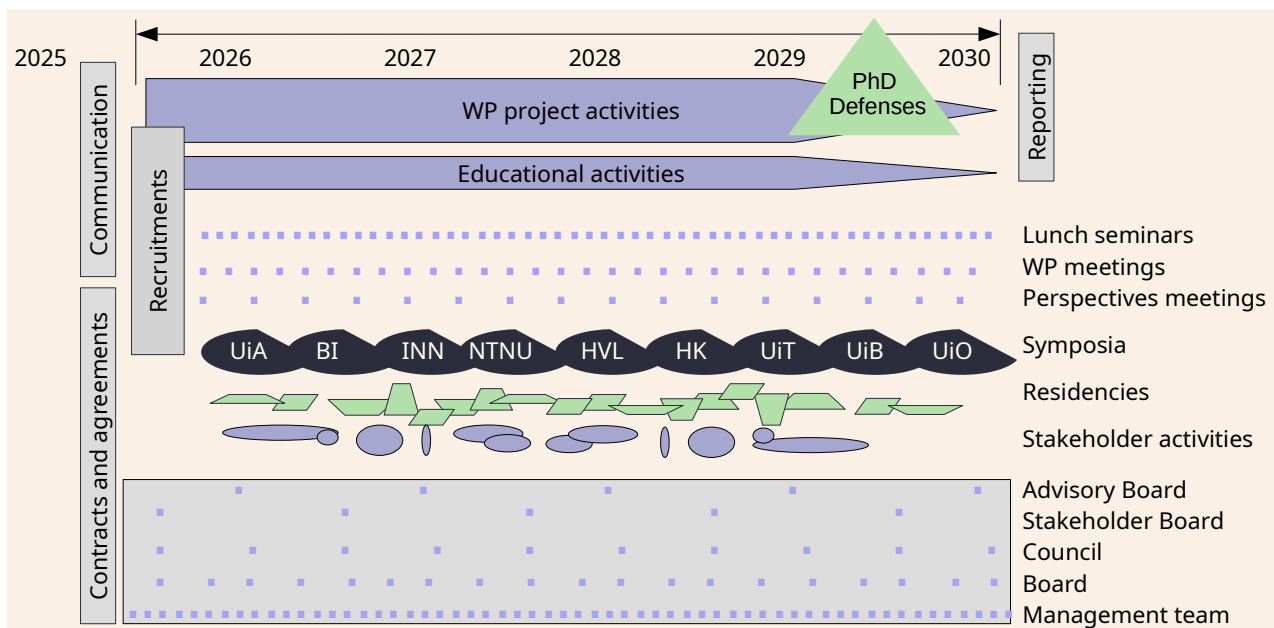 2025
2026
2027
2028
2029
2030
PhD
Defenses
WP project activities
Educational activities
Communication
Recruitments
Reporting
Contracts and agreements
Lunch seminars
WP meetings
Perspectives meetings
UiA
BI
INN
NTNU
HVL
HK
UiT
UiB
UiO
Symposia
Residencies
Stakeholder activities
Advisory Board
Stakeholder Board
Council
Board
Management team